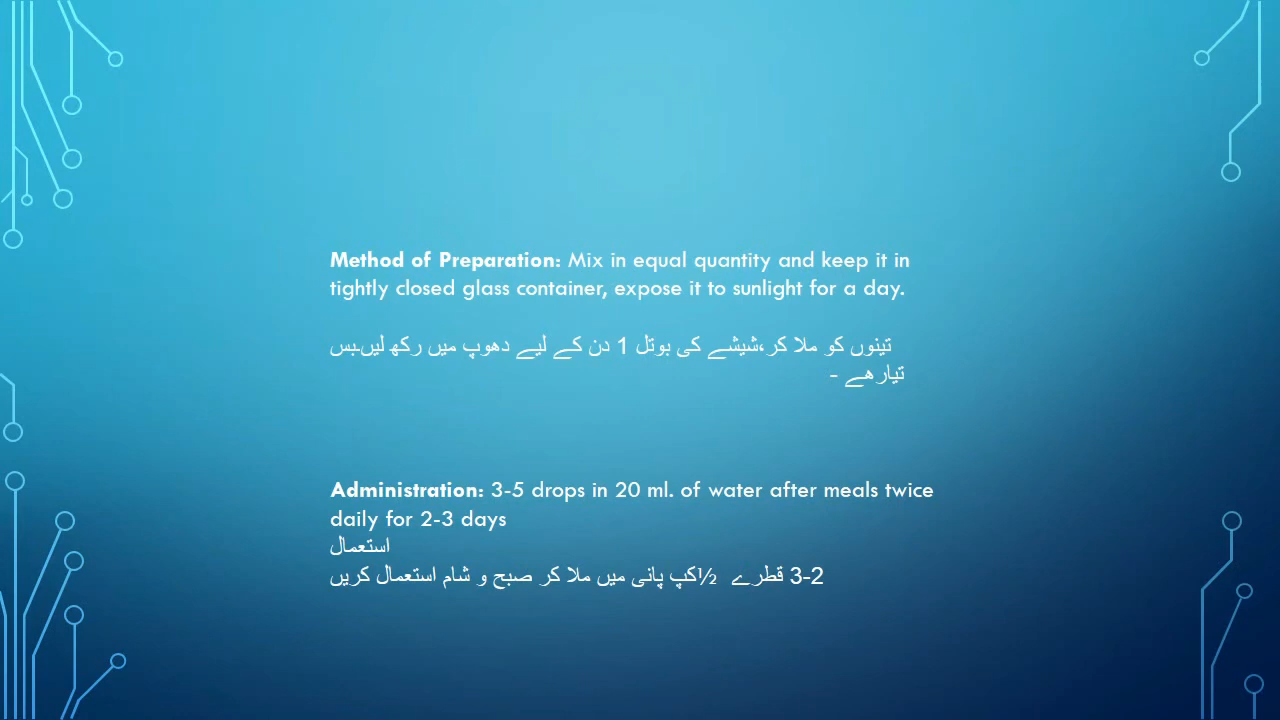 Method of Preparation: Mix in equal quantity and keep it in
tightly closed glass container, expose it to sunlight for a day.
تینوں کو ملا کر،شیشے کی بوتل 1 دن کے لیے دھوپ میں رکھ لیں۔بس
تیارھے -
Administration: 3-5 drops in 20 ml. of water after meals twice
daily for 2-3 days
استعمال
3-2 قطرے ½کپ پانی میں ملا کر صبح و شام استعمال کریں